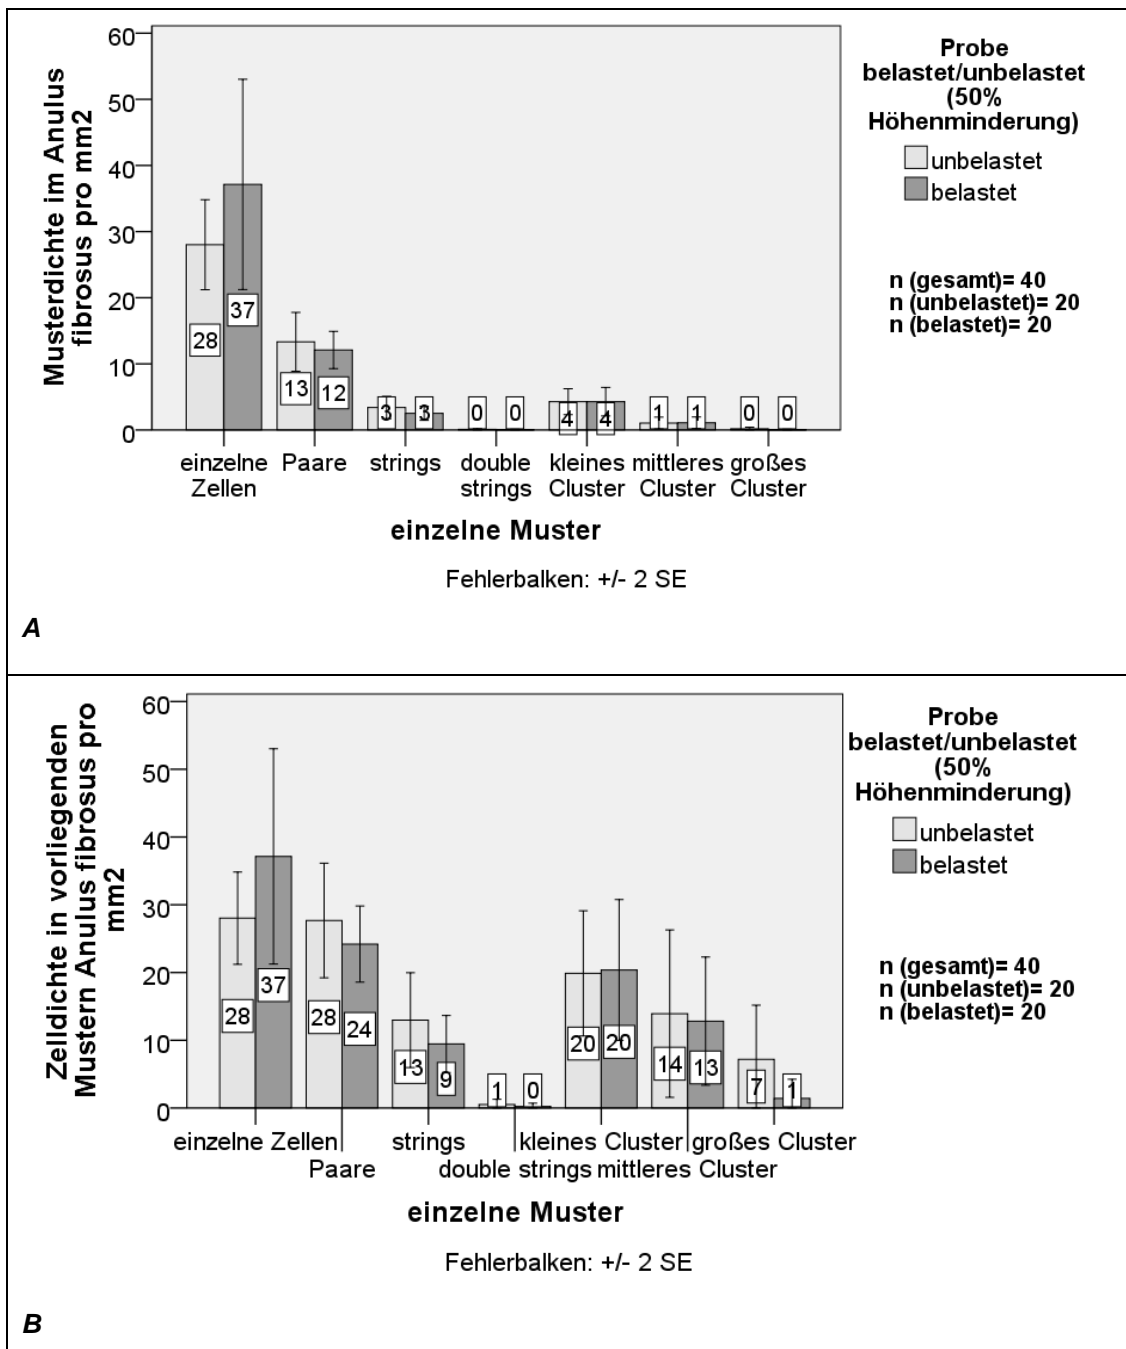 60
50
40
30
20
10
0
Musterdichte im Anulus
fibrosus pro mm2
28
37
13
12
3
3
0
0
4
4
1
1
0
0
einzelne
Zellen
Paare
strings
double
strings
kleines
Cluster
mittleres
Cluster
großes
Cluster
einzelne Muster
Fehlerbalken: +/- 2 SE
Probe
belastet/unbelastet
(50%
Höhenminderung)
unbelastet
belastet
n (gesamt)= 40
n (unbelastet)= 20
n (belastet)= 20
A
60
50
40
30
20
10
0
Zelldichte in vorliegenden
Mustern Anulus fibrosus pro
mm2
28
37
28
24
13
9
1
0
20
20
14
13
7
1
einzelne Zellen
Paare
strings
double strings
kleines Cluster
mittleres Cluster
großes Cluster
einzelne Muster
Fehlerbalken: +/- 2 SE
Probe
belastet/unbelastet
(50%
Höhenminderung)
unbelastet
belastet
n (gesamt)= 40
n (unbelastet)= 20
n (belastet)= 20
B